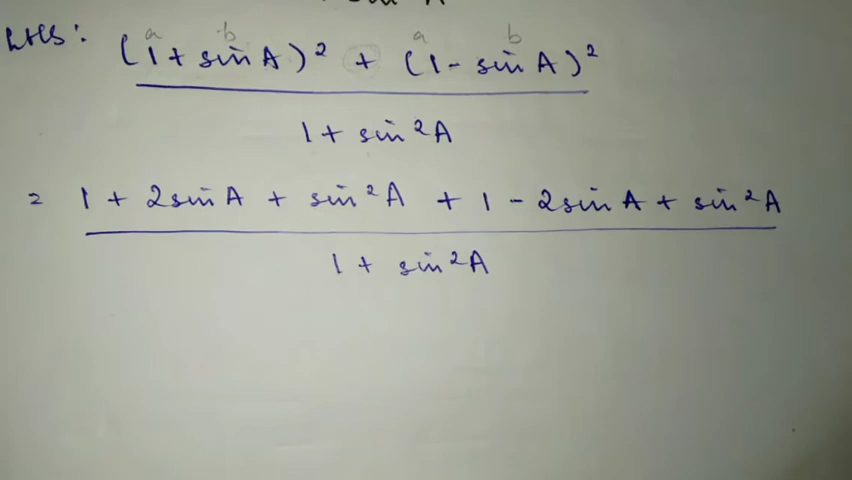 LHS: (1 + sin A)² + (1 - sin A)²
a b a b
1 + sin²A
= 1 + 2sin A + sin²A + 1 - 2sin A + sin²A
1 + sin²A